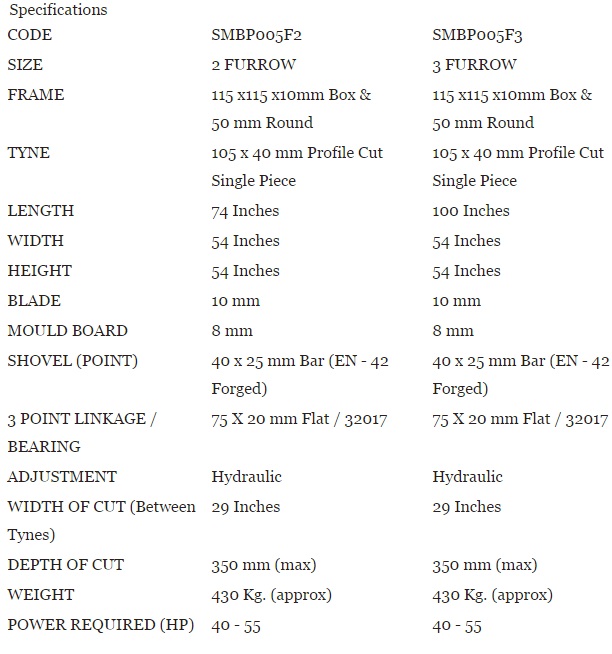 Specifications
CODE SMBP005F2 SMBP005F3
SIZE 2 FURROW 3 FURROW
FRAME 115 x115 x10mm Box & 115 x115 x10mm Box &
50 mm Round 50 mm Round
TYNE 105 x 40 mm Profile Cut 105 x 40 mm Profile Cut
Single Piece Single Piece
LENGTH 74 Inches 100 Inches
WIDTH 54 Inches 54 Inches
HEIGHT 54 Inches 54 Inches
BLADE 10 mm 10 mm
MOULD BOARD 8 mm 8 mm
SHOVEL (POINT) 40 x 25 mm Bar (EN - 42 40 x 25 mm Bar (EN - 42
Forged) Forged)
3 POINT LINKAGE / 75 X 20 mm Flat / 32017 75 X 20 mm Flat / 32017
BEARING
ADJUSTMENT Hydraulic Hydraulic
WIDTH OF CUT (Between 29 Inches 29 Inches
Tynes)
DEPTH OF CUT 350 mm (max) 350 mm (max)
WEIGHT 430 Kg. (approx) 430 Kg. (approx)
POWER REQUIRED (HP) 40 - 55 40 - 55